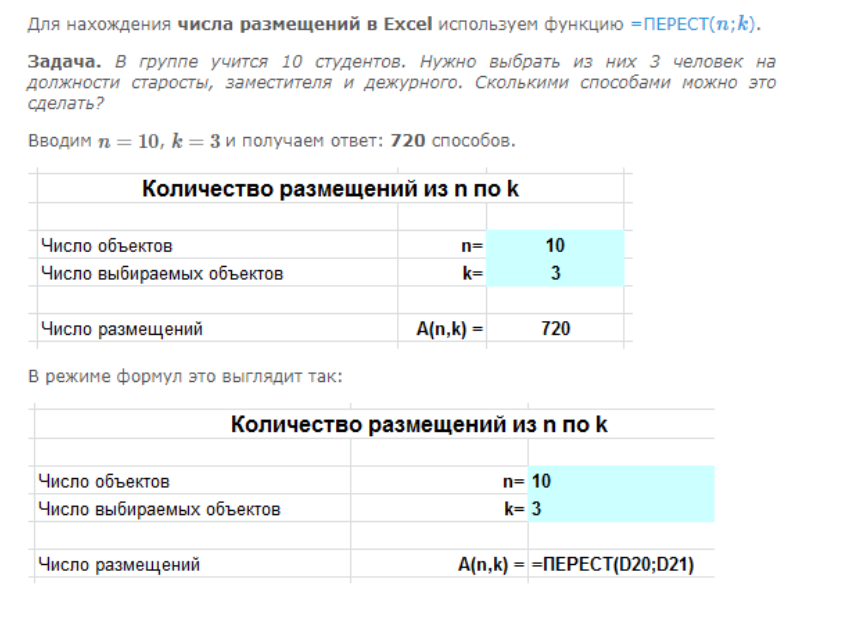 Для нахождения числа размещений в Excel используем функцию =ПЕРЕСТ(n;k).
Задача. В группе учится 10 студентов. Нужно выбрать из них 3 человек на
должности старосты, заместителя и дежурного. Сколькими способами можно это
сделать?
Вводим n = 10, k = 3 и получаем ответ: 720 способов.
Количество размещений из n по k
Число объектов n= 10
Число выбираемых объектов k= 3
Число размещений A(n,k) = 720
В режиме формул это выглядит так:
Количество размещений из n по k
Число объектов n= 10
Число выбираемых объектов k= 3
Число размещений A(n,k) = =ПЕРЕСТ(D20;D21)